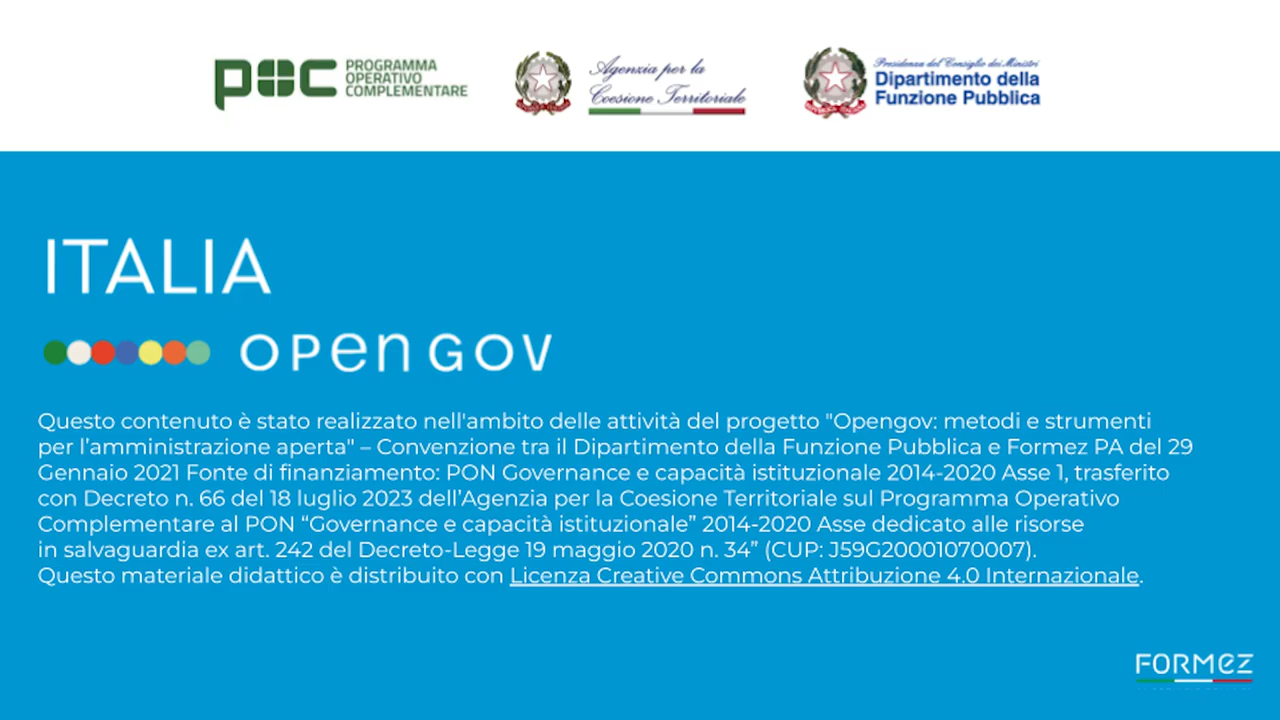 poc PROGRAMMA
OPERATIVO
COMPLEMENTARE
Agenzia per la
Coesione Territoriale
Presidenza del Consiglio dei Ministri
Dipartimento della
Funzione Pubblica
ITALIA
OPEN GOV
Questo contenuto è stato realizzato nell'ambito delle attività del progetto "Opengov: metodi e strumenti
per l’amministrazione aperta" – Convenzione tra il Dipartimento della Funzione Pubblica e Formez PA del 29
Gennaio 2021 Fonte di finanziamento: PON Governance e capacità istituzionale 2014-2020 Asse 1, trasferito
con Decreto n. 66 del 18 luglio 2023 dell’Agenzia per la Coesione Territoriale sul Programma Operativo
Complementare al PON “Governance e capacità istituzionale” 2014-2020 Asse dedicato alle risorse
in salvaguardia ex art. 242 del Decreto-Legge 19 maggio 2020 n. 34” (CUP: J59G20001070007).
Questo materiale didattico è distribuito con Licenza Creative Commons Attribuzione 4.0 Internazionale.
FORMEZ